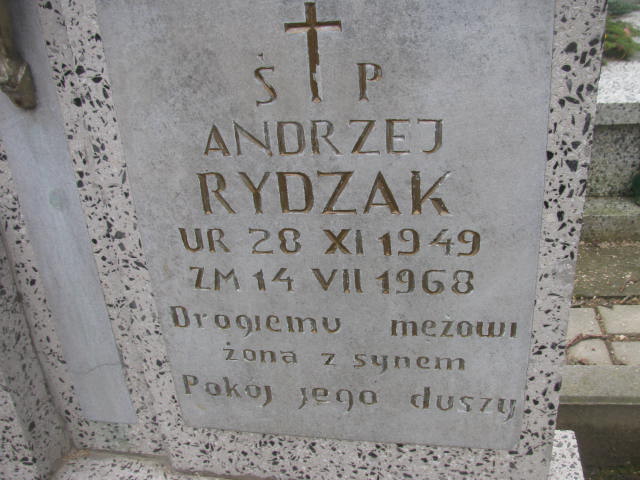 Ś P
ANDRZEJ
RYDZAK
UR 28 XI 1949
ZM 14 VII 1968
Drogiemu mężowi
żona z synem
Pokój jego duszy